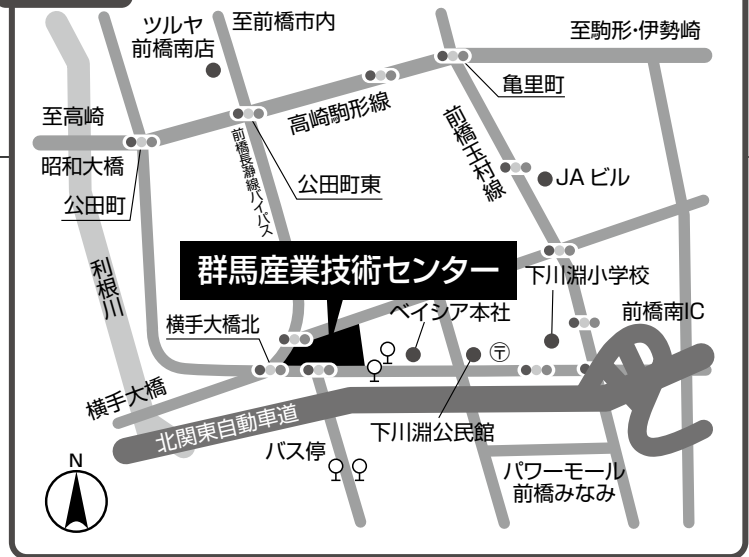 ツルヤ
前橋南店
至前橋市内
至駒形・伊勢崎
亀里町
至高崎
高崎駒形線
昭和大橋
前橋長瀞線バイパス
前橋玉村線
公田町東
JAビル
公田町
利根川
群馬産業技術センター
下川淵小学校
横手大橋北
ベイシア本社
前橋南IC
〒
横手大橋
北関東自動車道
バス停
下川淵公民館
パワーモール
前橋みなみ
N